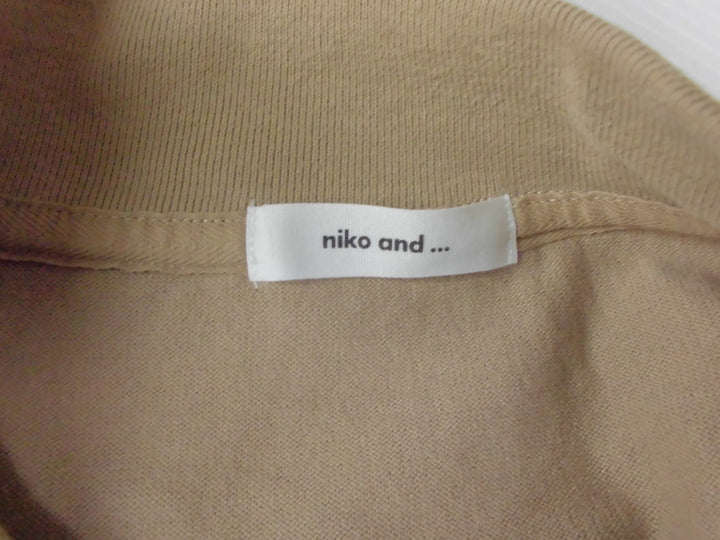 niko and ...